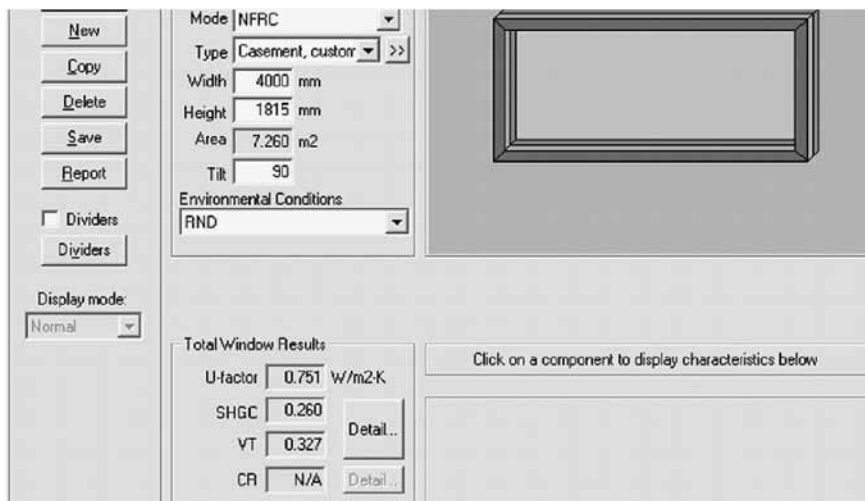 New
Copy
Delete
Save
Report
Dividers
Dividers
Display mode:
Normal
Mode NFRC
Type Casement, custom >>
Width 4000 mm
Height 1815 mm
Area 7.260 m2
Tilt 90
Environmental Conditions
RND
Total Window Results
U-factor 0.751 W/m2-K
SHGC 0.260
VT 0.327
Detail...
CR N/A Detail...
Click on a component to display characteristics below